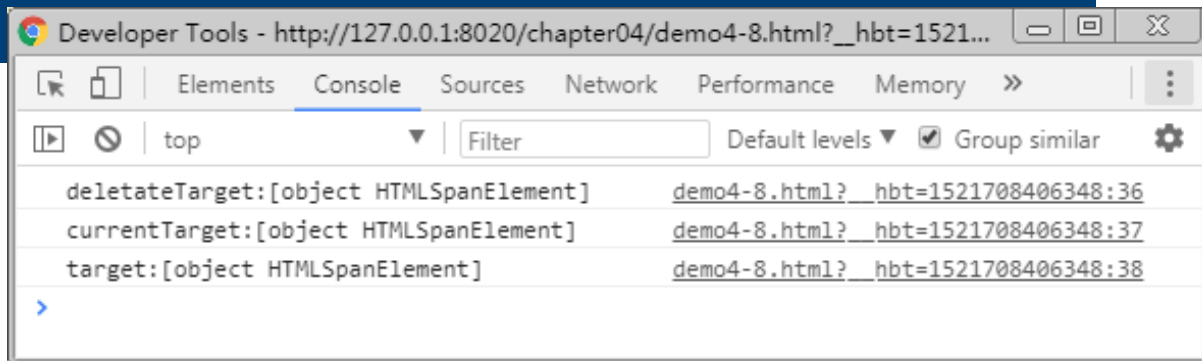 Developer Tools - http://127.0.0.1:8020/chapter04/demo4-8.html?__hbt=1521...
Elements Console Sources Network Performance Memory »
top Filter Default levels Group similar
deletateTarget:[object HTMLSpanElement] demo4-8.html?__hbt=1521708406348:36
currentTarget:[object HTMLSpanElement] demo4-8.html?__hbt=1521708406348:37
target:[object HTMLSpanElement] demo4-8.html?__hbt=1521708406348:38